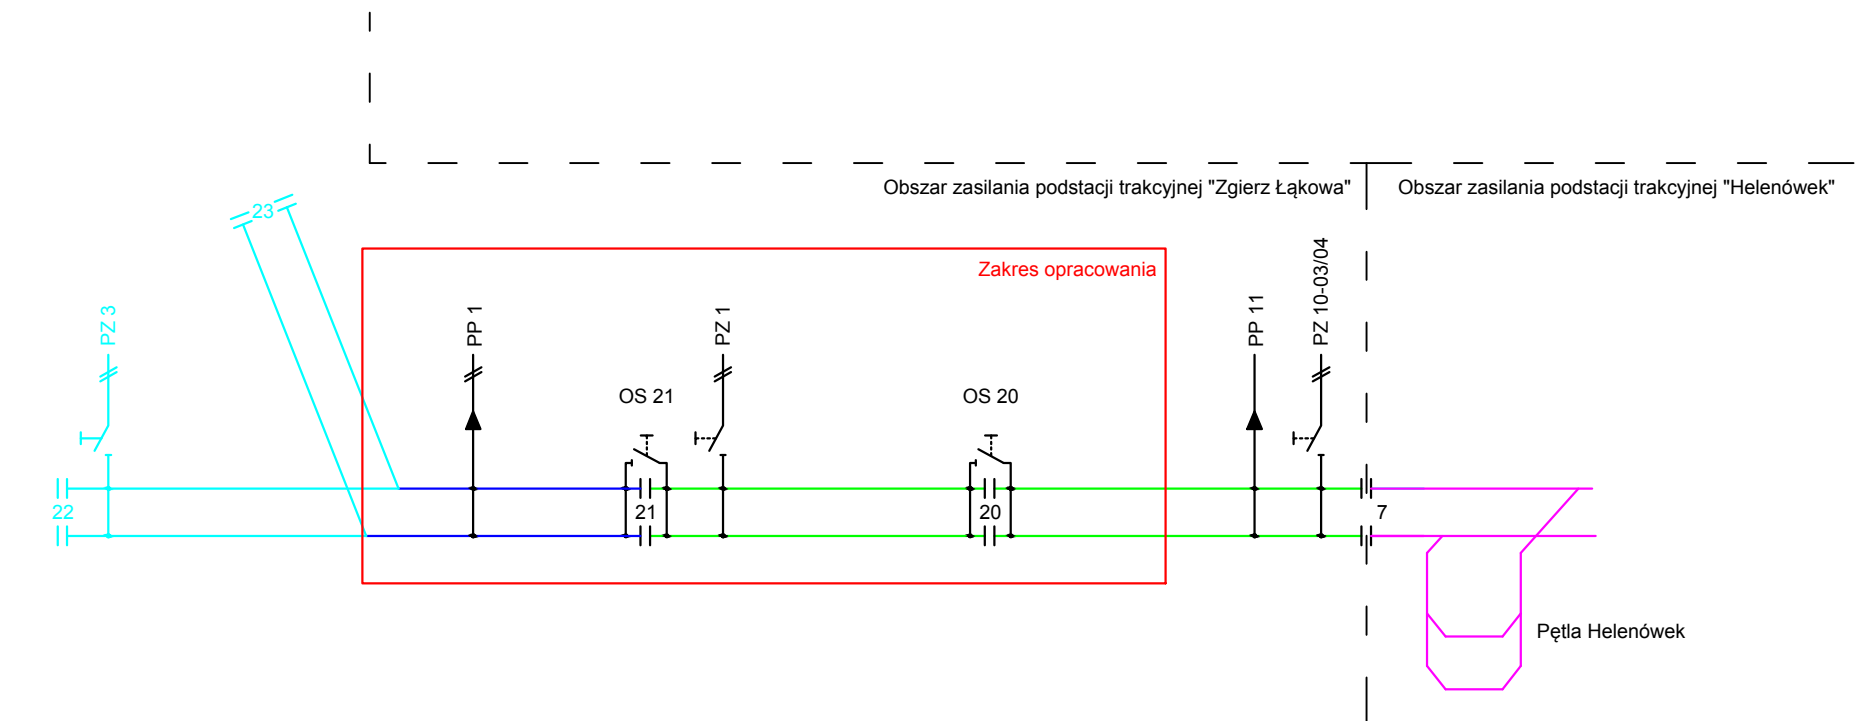 Obszar zasilania podstacji trakcyjnej "Zgierz Łąkowa"
Obszar zasilania podstacji trakcyjnej "Helenówek"
23
Zakres opracowania
PZ 3
PP 1
PZ 1
PP 11
PZ 10-03/04
OS 21
OS 20
22
21
20
7
Pętla Helenówek